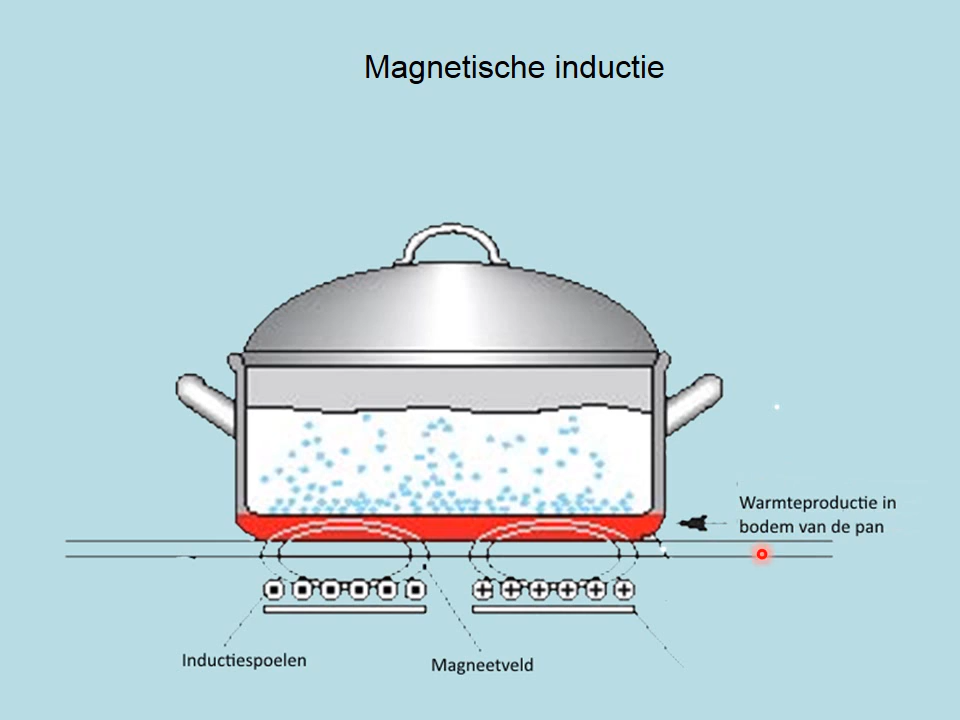 Magnetische inductie
Warmteproductie in
bodem van de pan
Inductiespoelen
Magneetveld